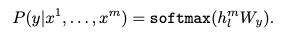 P(y|x^1, . . . , x^m) = softmax(h_l^m W_y).